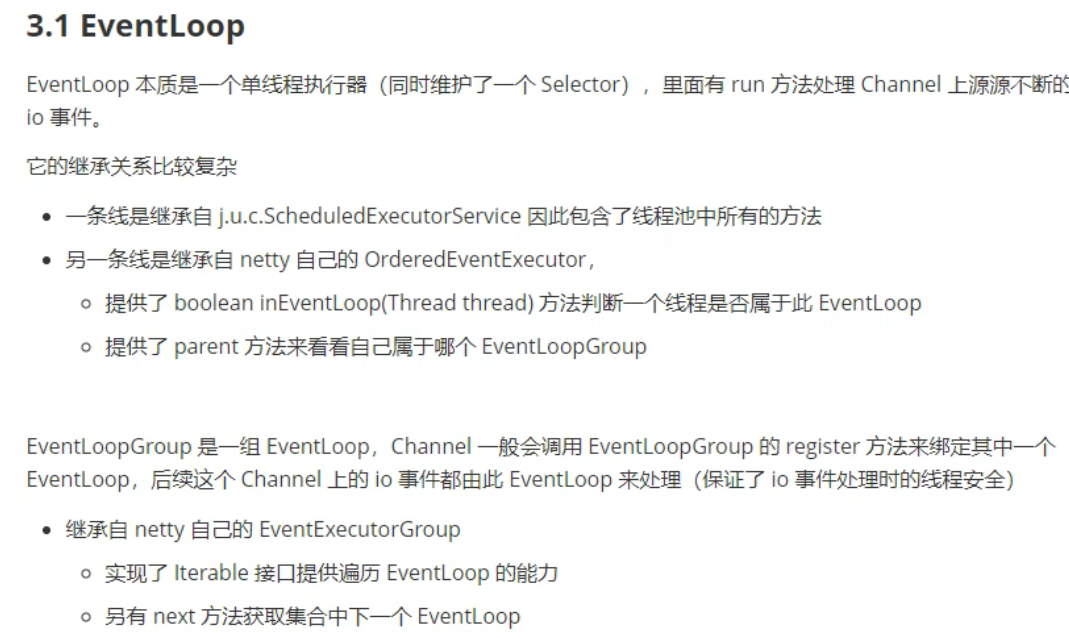 3.1 EventLoop
EventLoop 本质是一个单线程执行器（同时维护了一个 Selector），里面有 run 方法处理 Channel 上源源不断的
io 事件。
它的继承关系比较复杂
• 一条线是继承自 j.u.c.ScheduledExecutorService 因此包含了线程池中所有的方法
• 另一条线是继承自 netty 自己的 OrderedEventExecutor，
◦ 提供了 boolean inEventLoop(Thread thread) 方法判断一个线程是否属于此 EventLoop
◦ 提供了 parent 方法来看看自己属于哪个 EventLoopGroup
EventLoopGroup 是一组 EventLoop，Channel 一般会调用 EventLoopGroup 的 register 方法来绑定其中一个
EventLoop，后续这个 Channel 上的 io 事件都由此 EventLoop 来处理（保证了 io 事件处理时的线程安全）
• 继承自 netty 自己的 EventExecutorGroup
◦ 实现了 Iterable 接口提供遍历 EventLoop 的能力
◦ 另有 next 方法获取集合中下一个 EventLoop